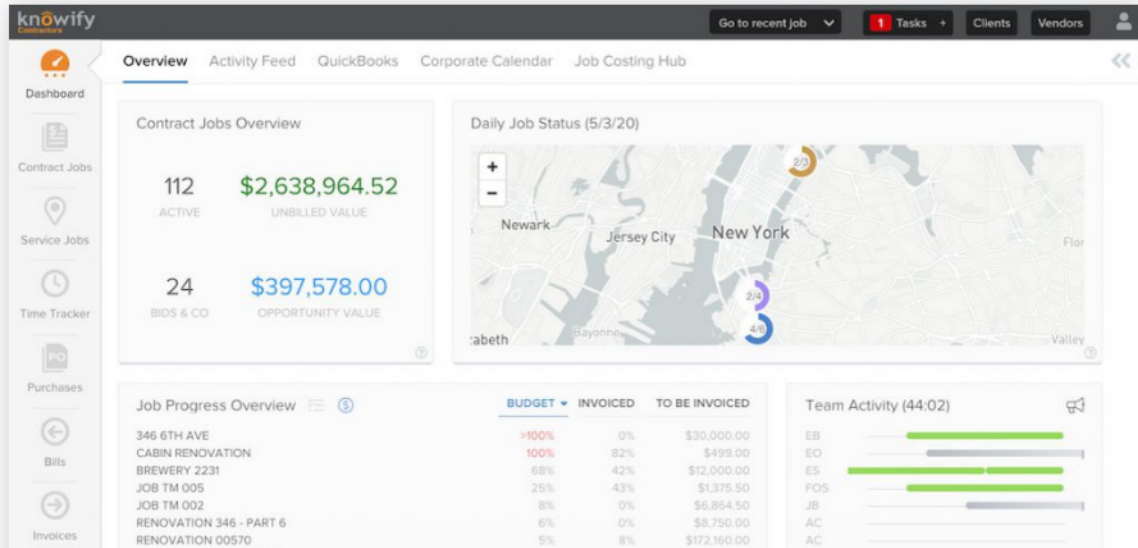 knowify
Contractors
Go to recent job
1 Tasks +
Clients
Vendors
Dashboard
Contract Jobs
Service Jobs
Time Tracker
PO
Purchases
Bills
Invoices
Overview
Activity Feed
QuickBooks
Corporate Calendar
Job Costing Hub
Contract Jobs Overview
112
ACTIVE
$2,638,964.52
UNBILLED VALUE
24
BIDS & CO
$397,578.00
OPPORTUNITY VALUE
Daily Job Status (5/3/20)
+
−
2/3
Newark
Jersey City
New York
Flor
2/4
4/6
zabeth
Bayonne
Valley
Job Progress Overview
BUDGET INVOICED TO BE INVOICED
346 6TH AVE >100% 0% $30,000.00
CABIN RENOVATION 100% 82% $499.00
BREWERY 2231 68% 42% $12,000.00
JOB TM 005 25% 43% $1,375.50
JOB TM 002 8% 0% $6,864.50
RENOVATION 346 - PART 6 6% 0% $8,750.00
RENOVATION 00570 5% 8% $172,160.00
Team Activity (44:02)
EB
EO
ES
FOS
JB
AC
AC